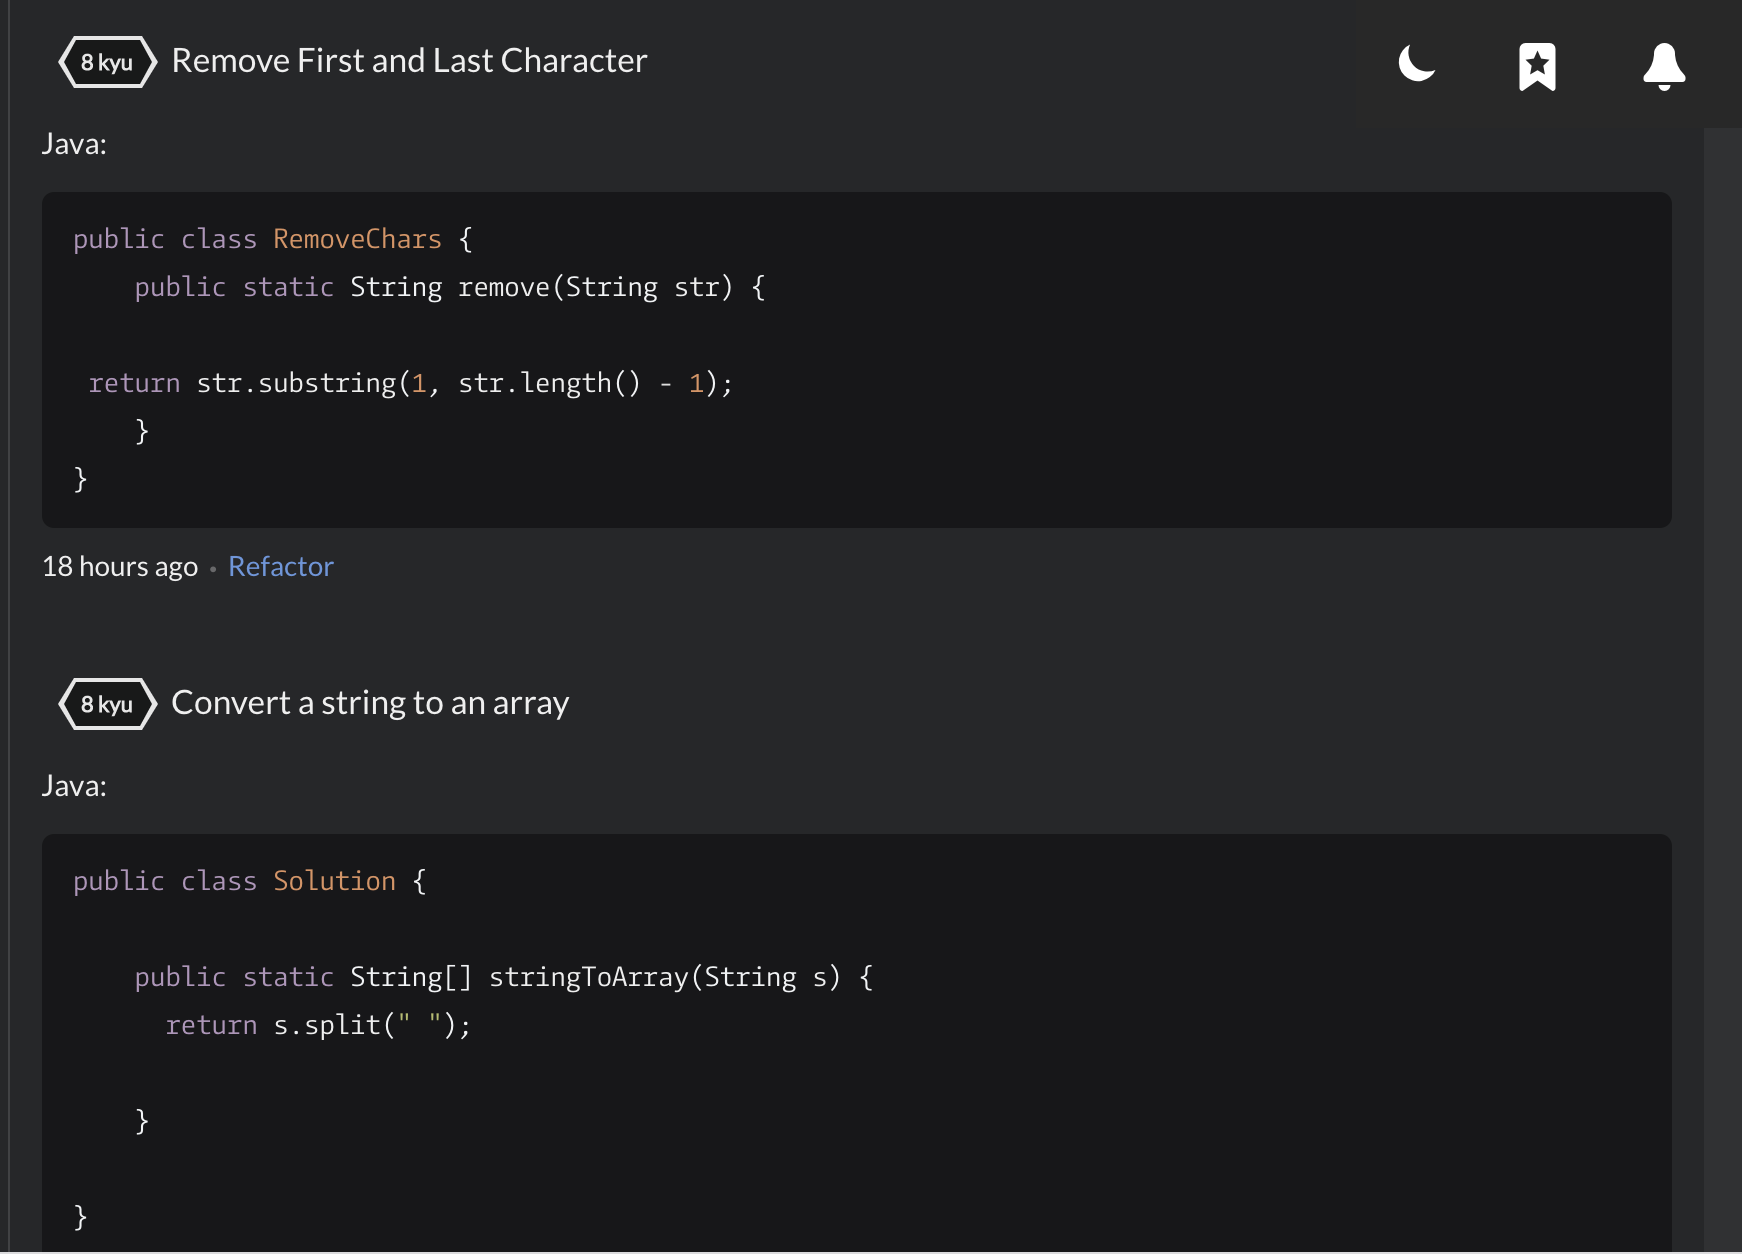 8 kyu Remove First and Last Character
Java:
public class RemoveChars {
    public static String remove(String str) {
 return str.substring(1, str.length() - 1);
    }
}
18 hours ago • Refactor
8 kyu Convert a string to an array
Java:
public class Solution {
    public static String[] stringToArray(String s) {
      return s.split(" ");
    }
}